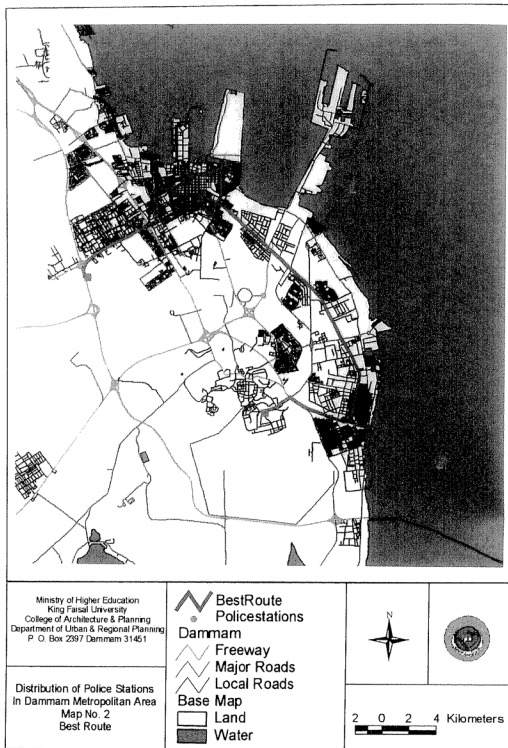 Ministry of Higher Education
King Faisal University
College of Architecture & Planning
Department of Urban & Regional Planning
P. O. Box 2397 Dammam 31451
Distribution of Police Stations
In Dammam Metropolitan Area
Map No. 2
Best Route
BestRoute
Policestations
Dammam
Freeway
Major Roads
Local Roads
Base Map
Land
Water
N
2 0 2 4 Kilometers